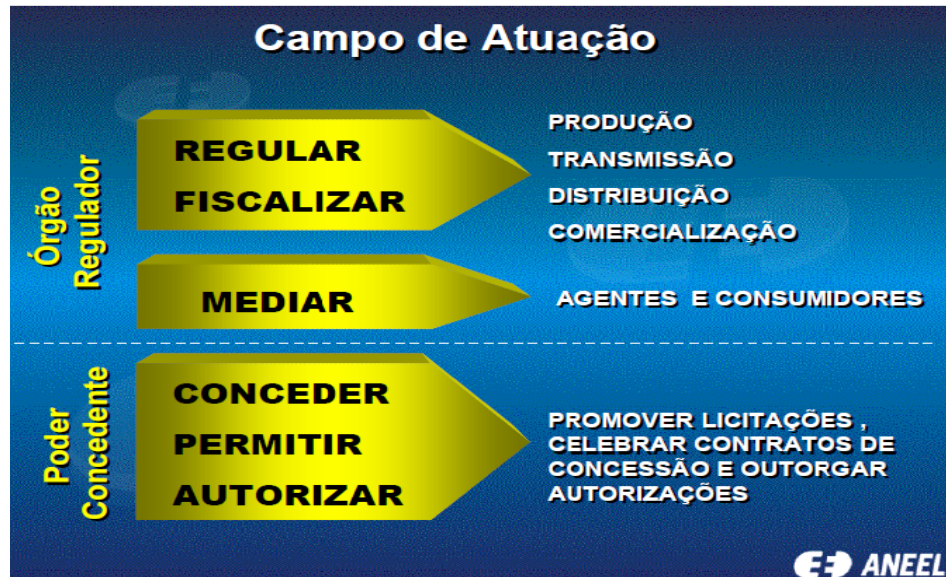 Campo de Atuação
Órgão
Regulador
REGULAR
FISCALIZAR
PRODUÇÃO
TRANSMISSÃO
DISTRIBUIÇÃO
COMERCIALIZAÇÃO
MEDIAR
AGENTES E CONSUMIDORES
Poder
Concedente
CONCEDER
PERMITIR
AUTORIZAR
PROMOVER LICITAÇÕES ,
CELEBRAR CONTRATOS DE
CONCESSÃO E OUTORGAR
AUTORIZAÇÕES
ANEEL